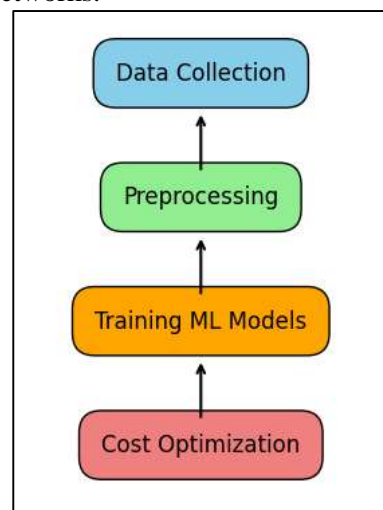 Data Collection
Preprocessing
Training ML Models
Cost Optimization